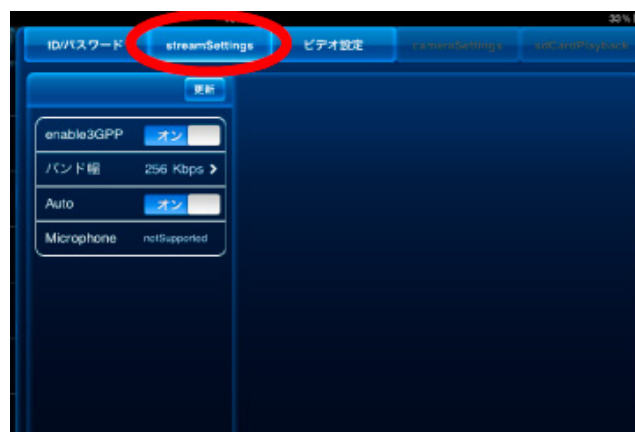 33%
ID/パスワード streamSettings ビデオ設定 cameraSettings sdCardPlayback
更新
enable3GPP オン
バンド幅 256 Kbps >
Auto オン
Microphone notSupported